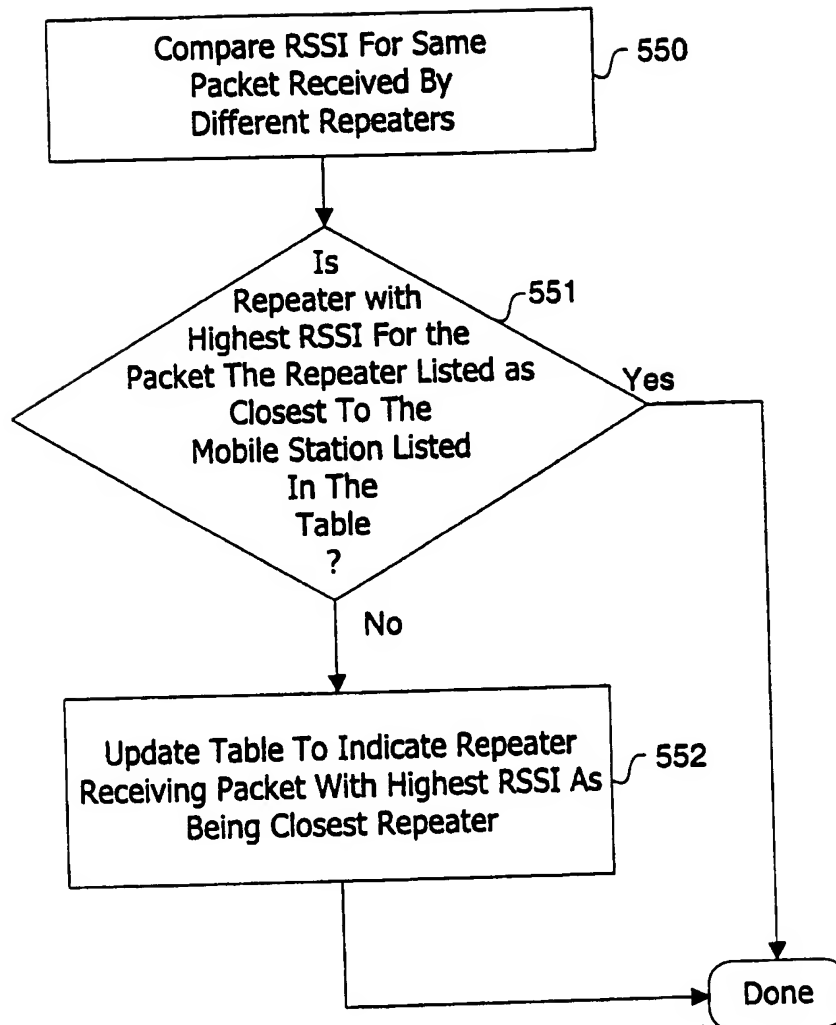 Compare RSSI For Same
Packet Received By
Different Repeaters
550
Is
Repeater with
Highest RSSI For the
Packet The Repeater Listed as
Closest To The
Mobile Station Listed
In The
Table
?
551
Yes
No
Update Table To Indicate Repeater
Receiving Packet With Highest RSSI As
Being Closest Repeater
552
Done